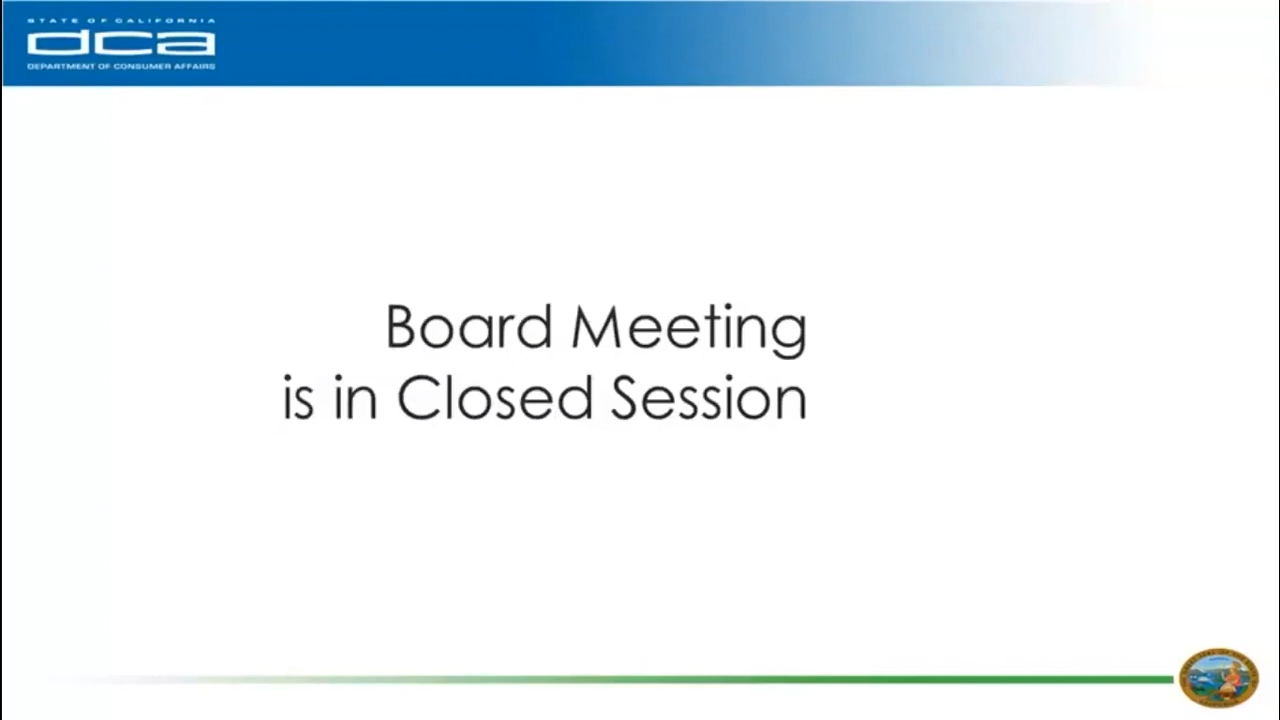 STATE OF CALIFORNIA
dca
DEPARTMENT OF CONSUMER AFFAIRS
Board Meeting
is in Closed Session